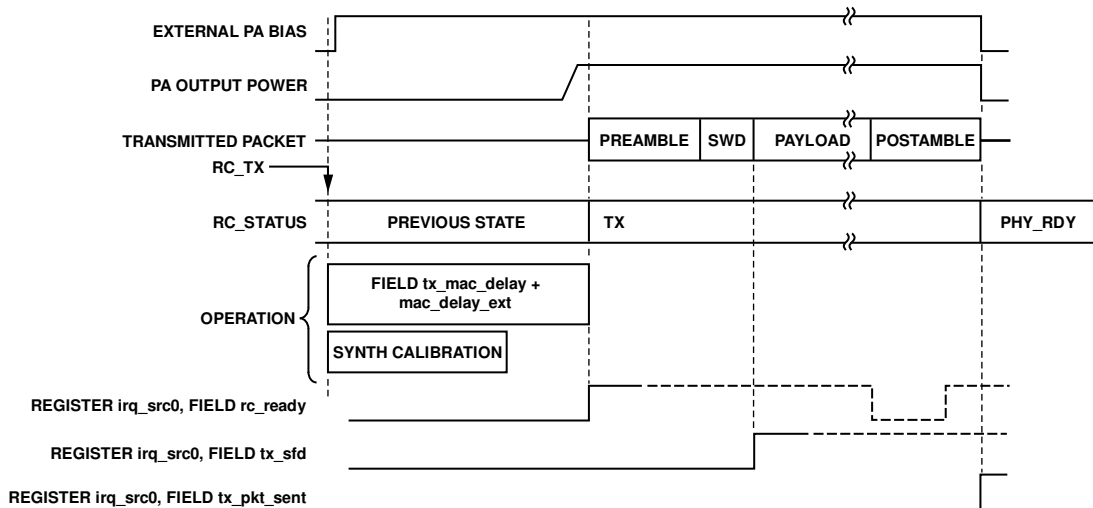 EXTERNAL PA BIAS
PA OUTPUT POWER
TRANSMITTED PACKET
PREAMBLE
SWD
PAYLOAD
POSTAMBLE
RC_TX
RC_STATUS
PREVIOUS STATE
TX
PHY_RDY
OPERATION
FIELD tx_mac_delay +
mac_delay_ext
SYNTH CALIBRATION
REGISTER irq_src0, FIELD rc_ready
REGISTER irq_src0, FIELD tx_sfd
REGISTER irq_src0, FIELD tx_pkt_sent